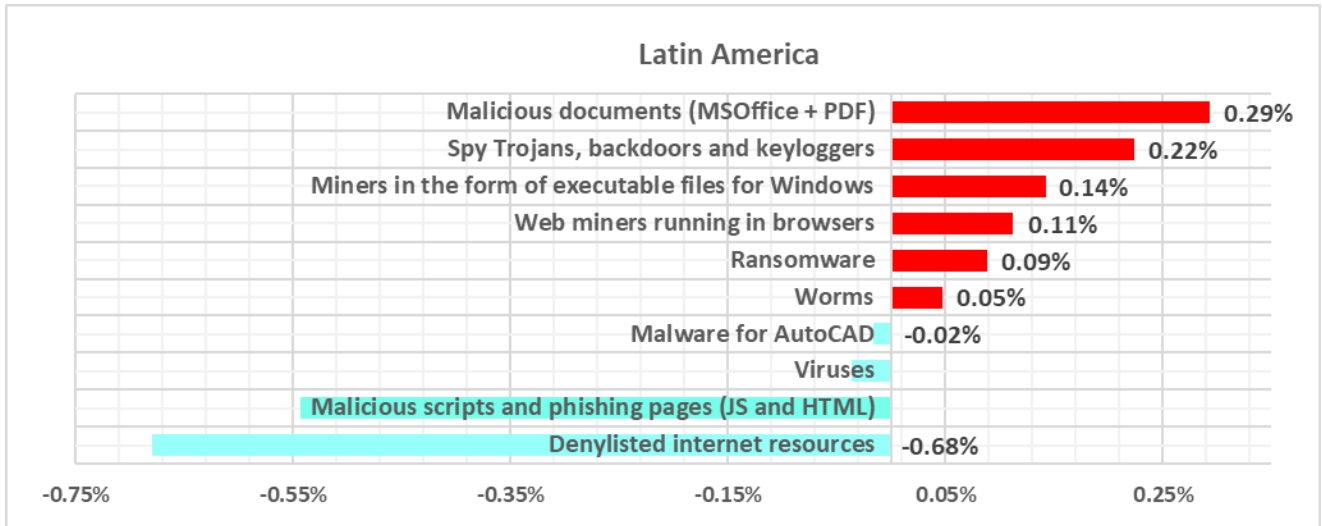 Latin America
Malicious documents (MSOffice + PDF) 0.29%
Spy Trojans, backdoors and keyloggers 0.22%
Miners in the form of executable files for Windows 0.14%
Web miners running in browsers 0.11%
Ransomware 0.09%
Worms 0.05%
Malware for AutoCAD -0.02%
Viruses
Malicious scripts and phishing pages (JS and HTML)
Denylisted internet resources -0.68%
-0.75% -0.55% -0.35% -0.15% 0.05% 0.25%